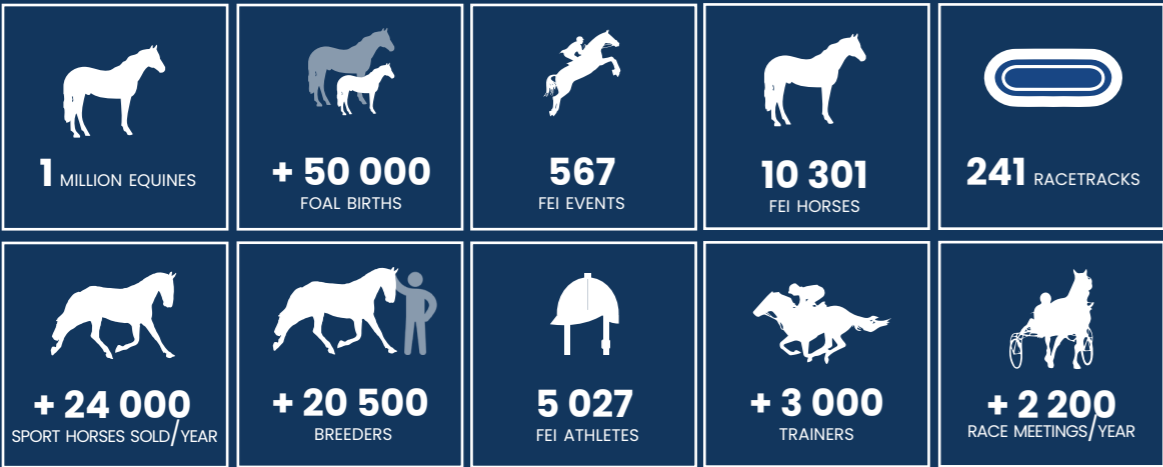 1 MILLION EQUINES
+ 50 000
FOAL BIRTHS
567
FEI EVENTS
10 301
FEI HORSES
241 RACETRACKS
+ 24 000
SPORT HORSES SOLD/YEAR
+ 20 500
BREEDERS
5 027
FEI ATHLETES
+ 3 000
TRAINERS
+ 2 200
RACE MEETINGS/YEAR